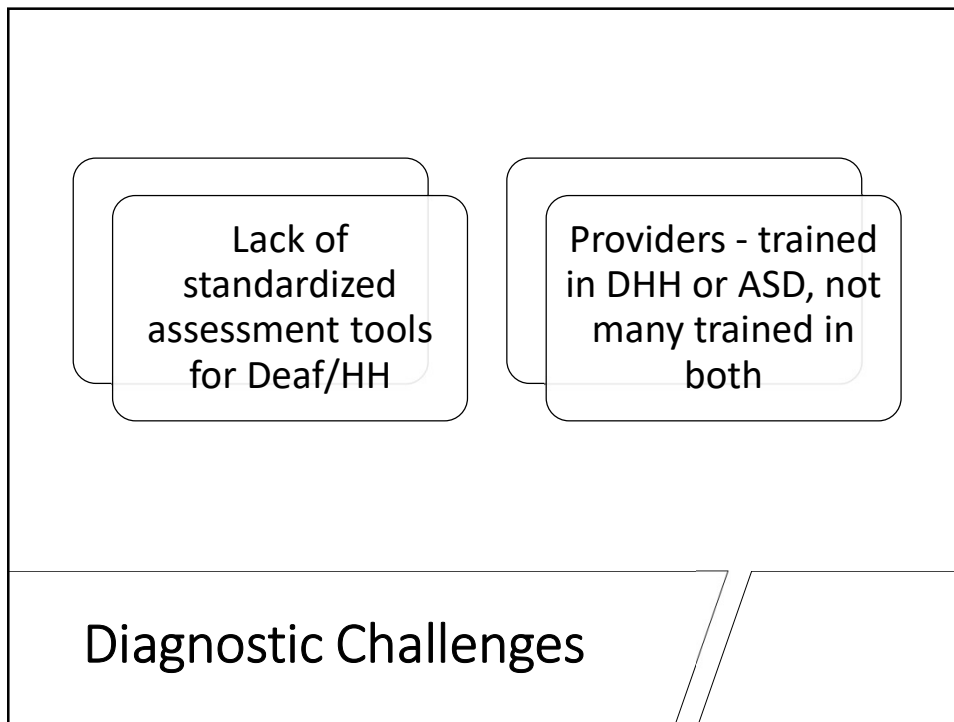 Lack of
standardized
assessment tools
for Deaf/HH
Providers - trained
in DHH or ASD, not
many trained in
both
Diagnostic Challenges